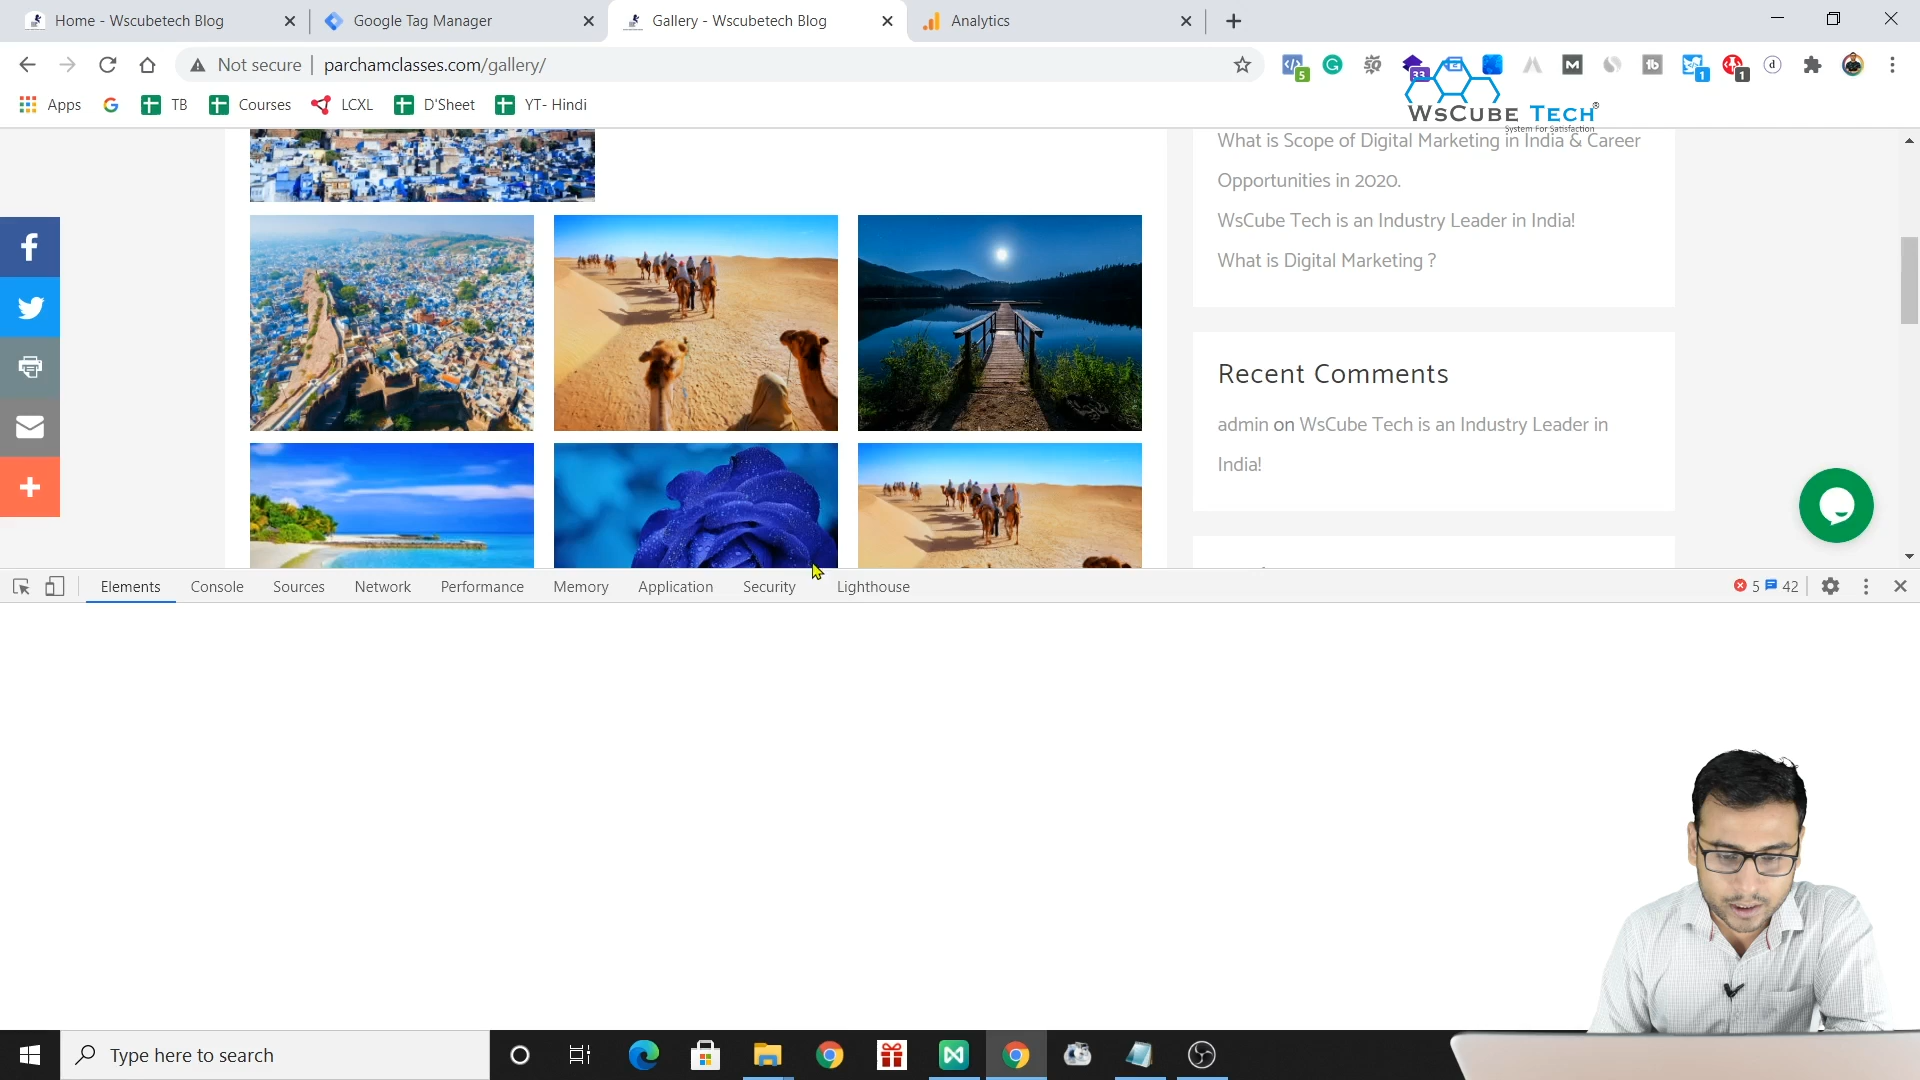 Home - Wscubetech Blog
Google Tag Manager
Gallery - Wscubetech Blog
Analytics
Not secure
parchamclasses.com/gallery/
5
33
1
1
Apps
TB
Courses
LCXL
D'Sheet
YT- Hindi
WsCube Tech®
System For Satisfaction
What is Scope of Digital Marketing in India & Career
Opportunities in 2020.
WsCube Tech is an Industry Leader in India!
What is Digital Marketing ?
Recent Comments
admin on WsCube Tech is an Industry Leader in
India!
Elements
Console
Sources
Network
Performance
Memory
Application
Security
Lighthouse
5
42
Type here to search